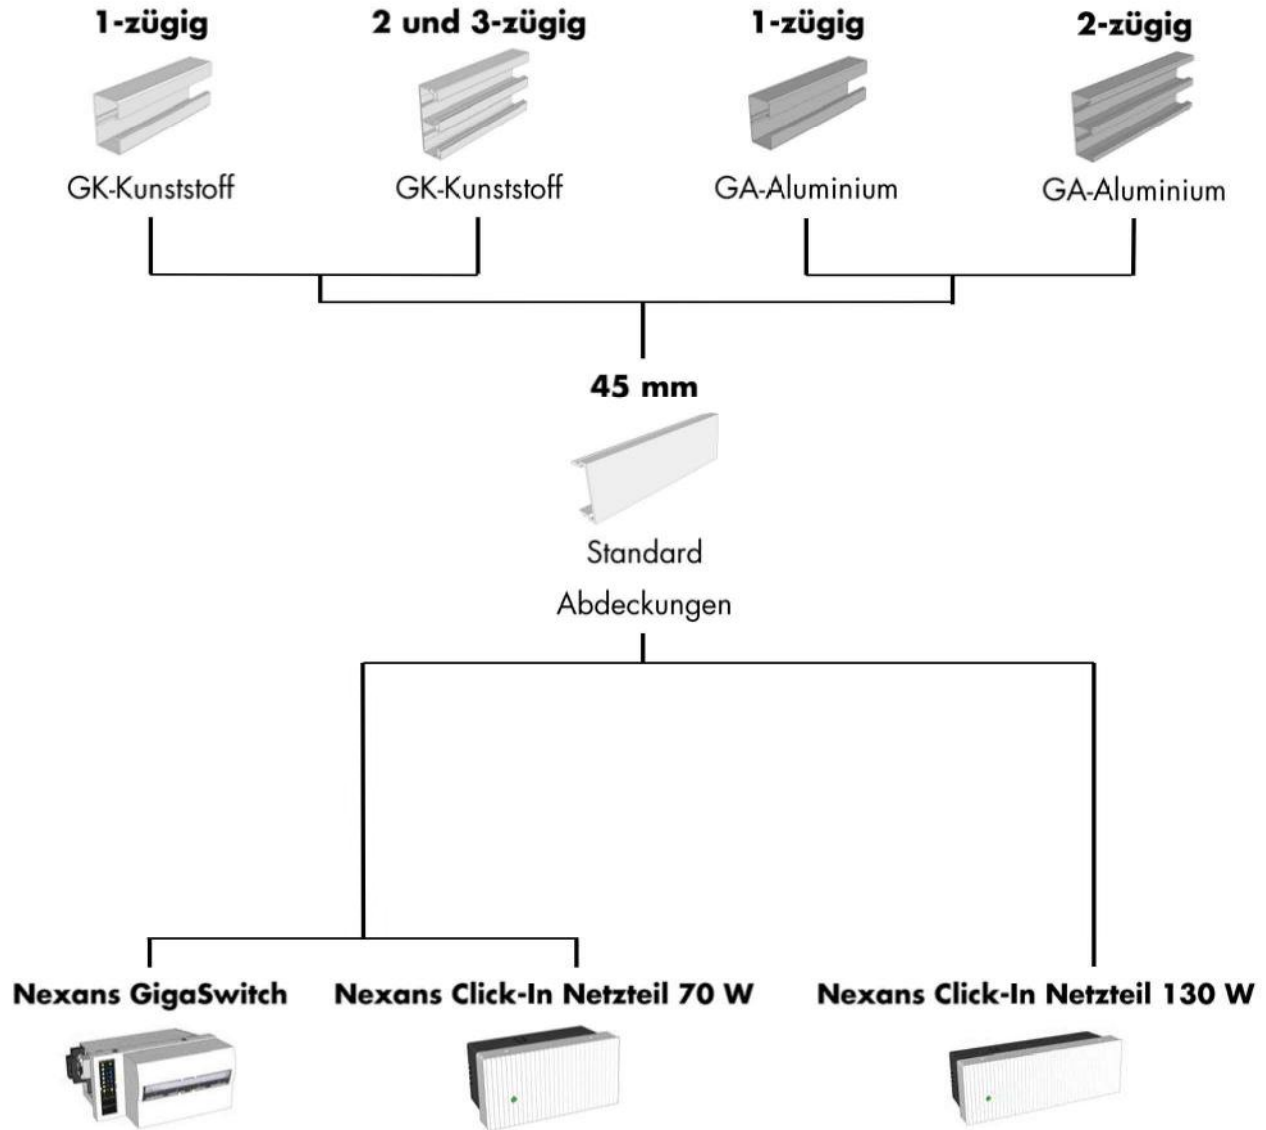 1-zügig
2 und 3-zügig
1-zügig
2-zügig
GK-Kunststoff
GK-Kunststoff
GA-Aluminium
GA-Aluminium
45 mm
Standard
Abdeckungen
Nexans GigaSwitch
Nexans Click-In Netzteil 70 W
Nexans Click-In Netzteil 130 W